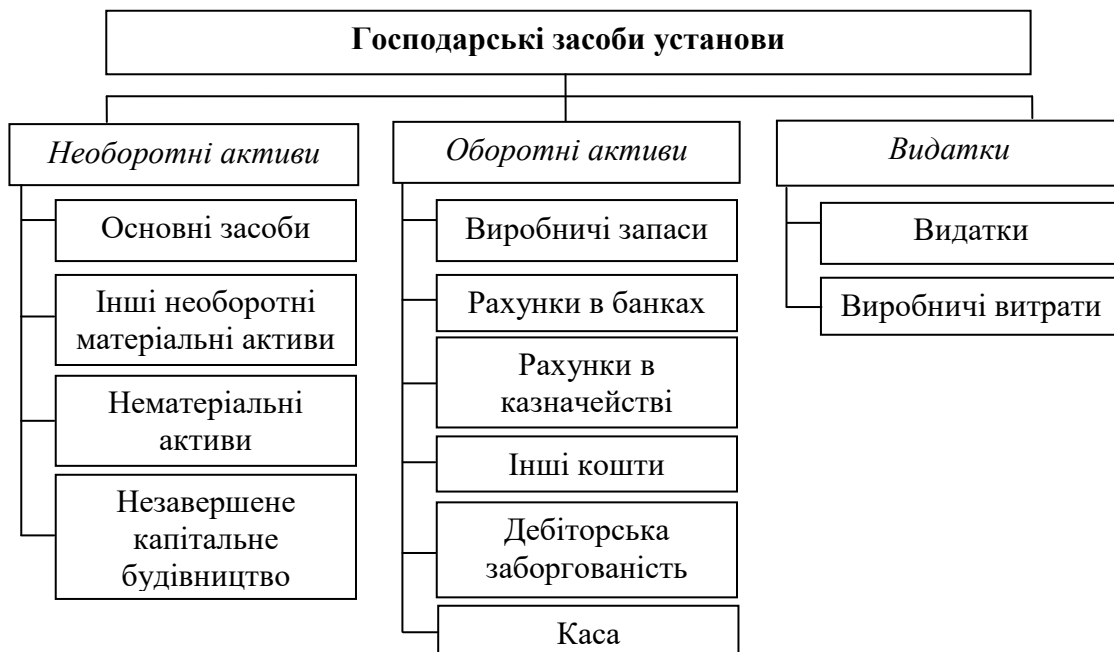 Господарські засоби установи
Необоротні активи
Основні засоби
Інші необоротні
матеріальні активи
Нематеріальні
активи
Незавершене
капітальне
будівництво
Оборотні активи
Виробничі запаси
Рахунки в банках
Рахунки в
казначействі
Інші кошти
Дебіторська
заборгованість
Каса
Видатки
Видатки
Виробничі витрати